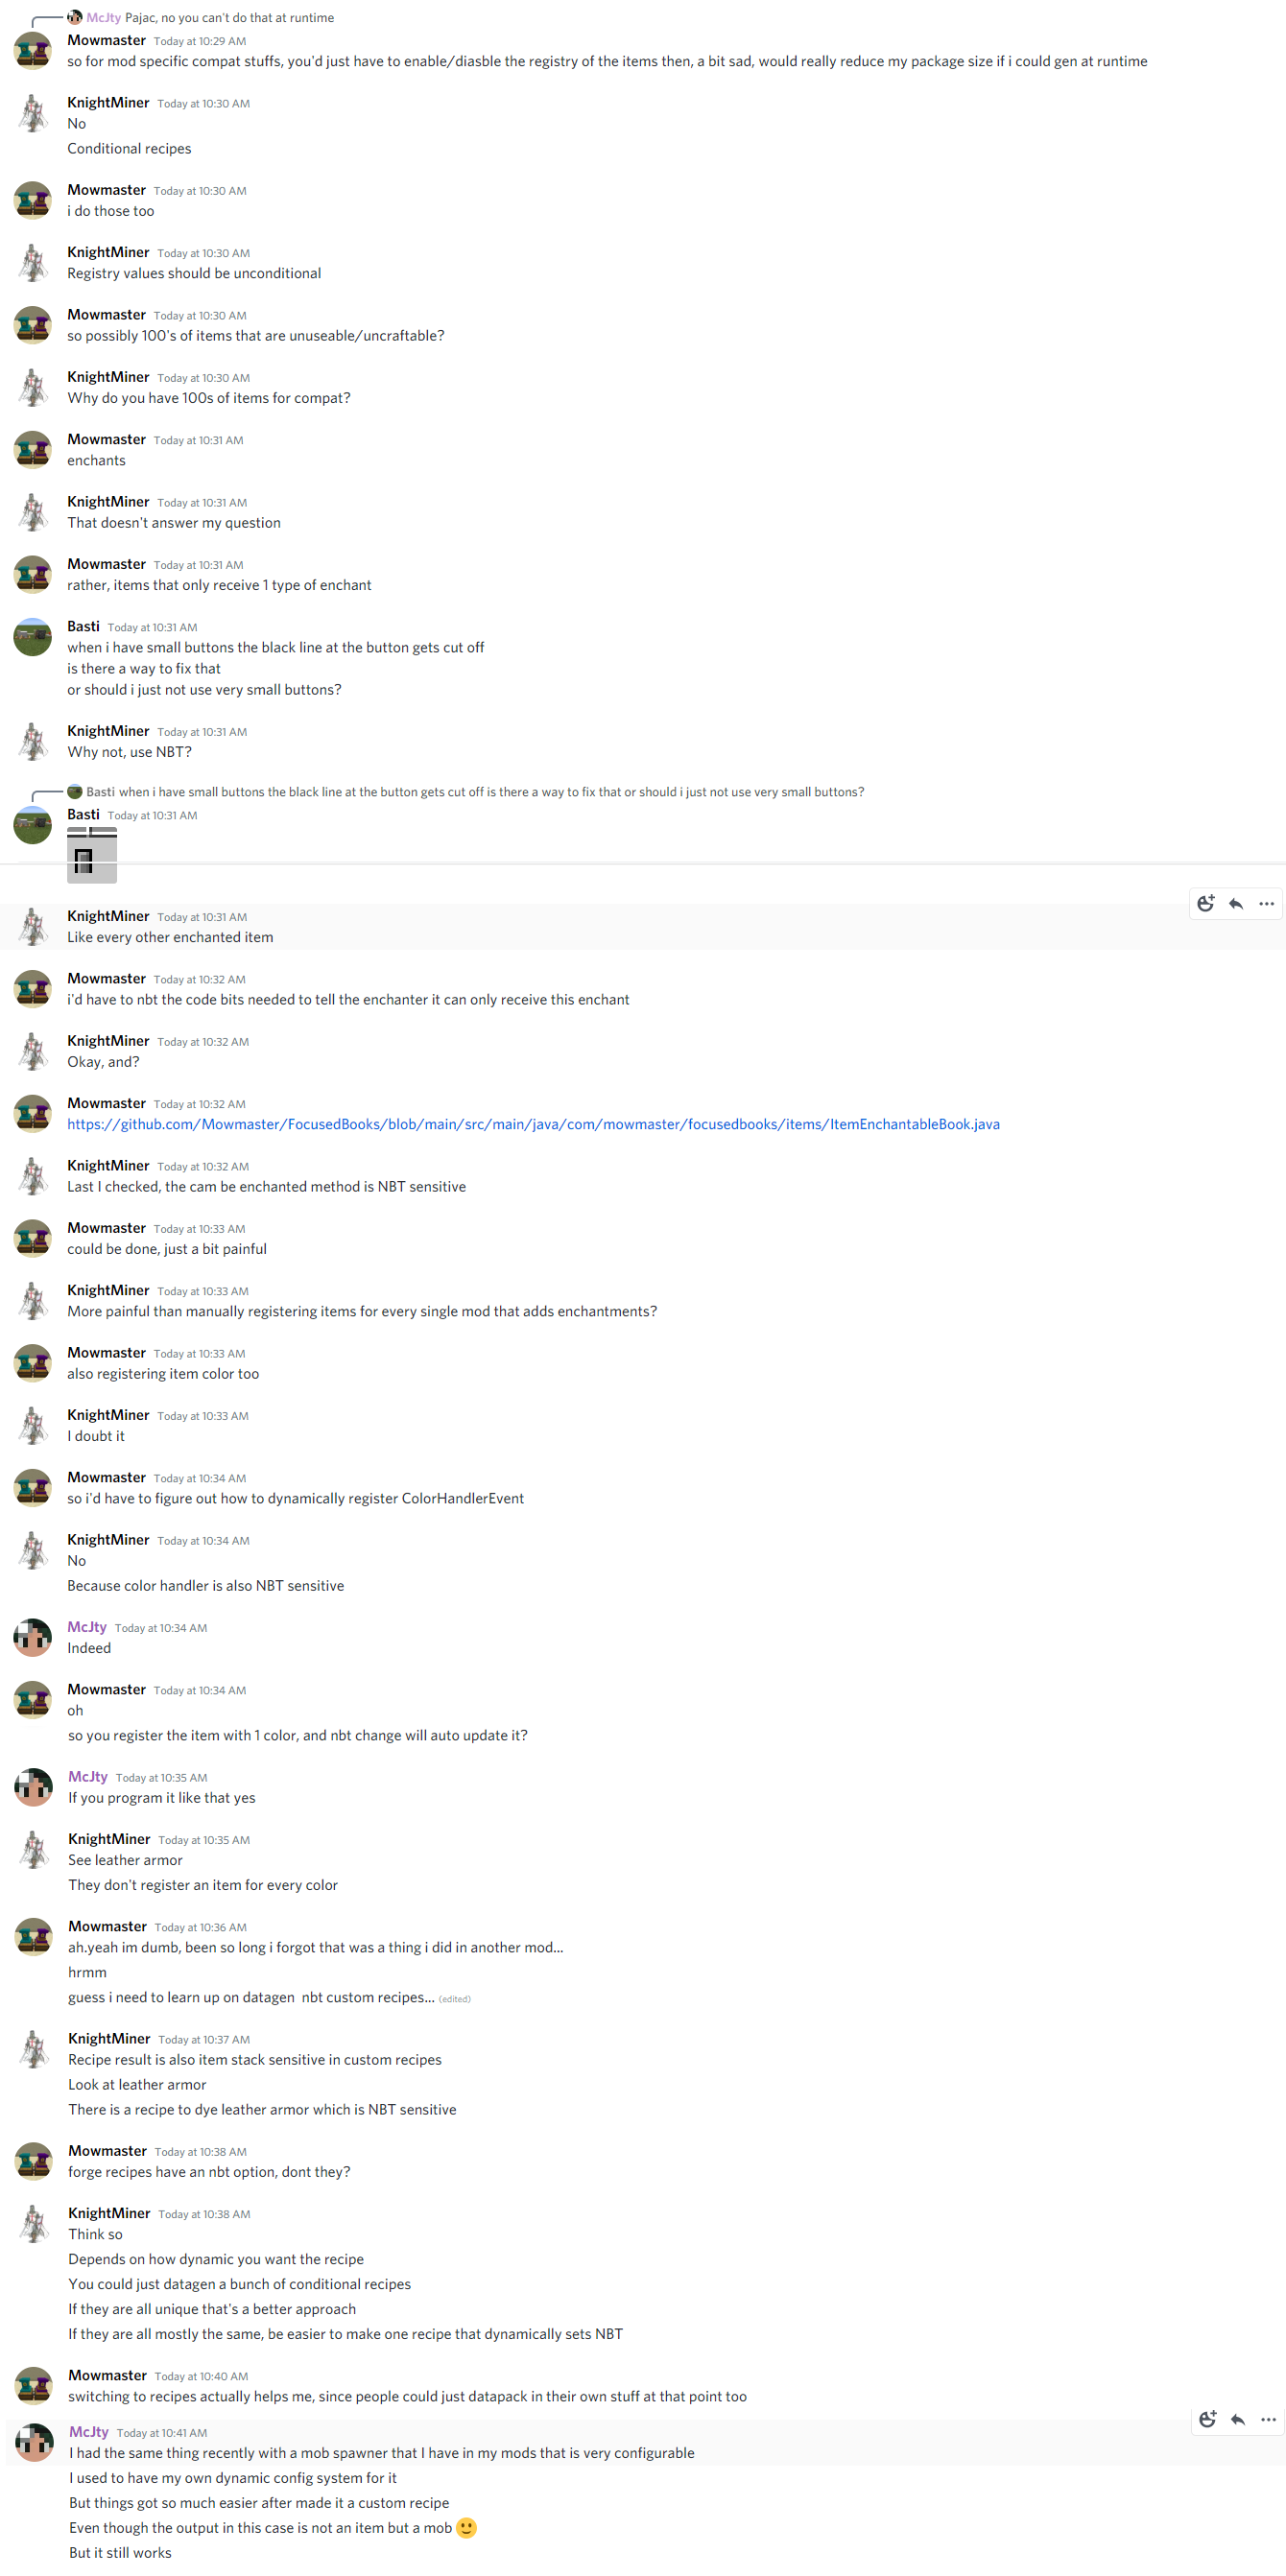 McJty Pajac, no you can't do that at runtime
Mowmaster Today at 10:29 AM
so for mod specific compat stuffs, you'd just have to enable/diasble the registry of the items then, a bit sad, would really reduce my package size if i could gen at runtime
KnightMiner Today at 10:30 AM
No
Conditional recipes
Mowmaster Today at 10:30 AM
i do those too
KnightMiner Today at 10:30 AM
Registry values should be unconditional
Mowmaster Today at 10:30 AM
so possibly 100's of items that are unuseable/uncraftable?
KnightMiner Today at 10:30 AM
Why do you have 100s of items for compat?
Mowmaster Today at 10:31 AM
enchants
KnightMiner Today at 10:31 AM
That doesn't answer my question
Mowmaster Today at 10:31 AM
rather, items that only receive 1 type of enchant
Basti Today at 10:31 AM
when i have small buttons the black line at the button gets cut off
is there a way to fix that
or should i just not use very small buttons?
KnightMiner Today at 10:31 AM
Why not, use NBT?
Basti when i have small buttons the black line at the button gets cut off is there a way to fix that or should i just not use very small buttons?
Basti Today at 10:31 AM
KnightMiner Today at 10:31 AM
Like every other enchanted item
Mowmaster Today at 10:32 AM
i'd have to nbt the code bits needed to tell the enchanter it can only receive this enchant
KnightMiner Today at 10:32 AM
Okay, and?
Mowmaster Today at 10:32 AM
https://github.com/Mowmaster/FocusedBooks/blob/main/src/main/java/com/mowmaster/focusedbooks/items/ItemEnchantableBook.java
KnightMiner Today at 10:32 AM
Last I checked, the cam be enchanted method is NBT sensitive
Mowmaster Today at 10:33 AM
could be done, just a bit painful
KnightMiner Today at 10:33 AM
More painful than manually registering items for every single mod that adds enchantments?
Mowmaster Today at 10:33 AM
also registering item color too
KnightMiner Today at 10:33 AM
I doubt it
Mowmaster Today at 10:34 AM
so i'd have to figure out how to dynamically register ColorHandlerEvent
KnightMiner Today at 10:34 AM
No
Because color handler is also NBT sensitive
McJty Today at 10:34 AM
Indeed
Mowmaster Today at 10:34 AM
oh
so you register the item with 1 color, and nbt change will auto update it?
McJty Today at 10:35 AM
If you program it like that yes
KnightMiner Today at 10:35 AM
See leather armor
They don't register an item for every color
Mowmaster Today at 10:36 AM
ah.yeah im dumb, been so long i forgot that was a thing i did in another mod...
hrmm
guess i need to learn up on datagen nbt custom recipes... (edited)
KnightMiner Today at 10:37 AM
Recipe result is also item stack sensitive in custom recipes
Look at leather armor
There is a recipe to dye leather armor which is NBT sensitive
Mowmaster Today at 10:38 AM
forge recipes have an nbt option, dont they?
KnightMiner Today at 10:38 AM
Think so
Depends on how dynamic you want the recipe
You could just datagen a bunch of conditional recipes
If they are all unique that's a better approach
If they are all mostly the same, be easier to make one recipe that dynamically sets NBT
Mowmaster Today at 10:40 AM
switching to recipes actually helps me, since people could just datapack in their own stuff at that point too
McJty Today at 10:41 AM
I had the same thing recently with a mob spawner that I have in my mods that is very configurable
I used to have my own dynamic config system for it
But things got so much easier after made it a custom recipe
Even though the output in this case is not an item but a mob 🙂
But it still works